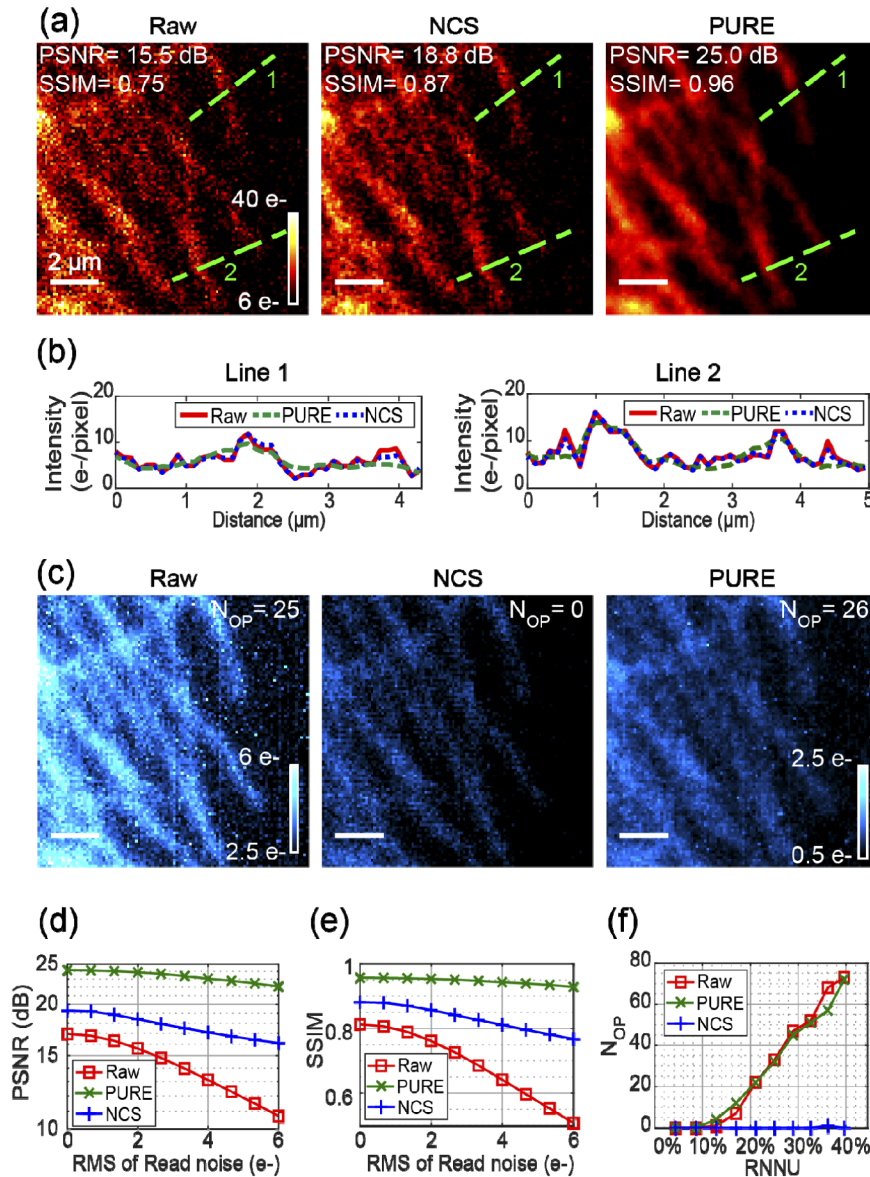 (a)
Raw
NCS
PURE
PSNR= 15.5 dB
SSIM= 0.75
1
2
40 e-
6 e-
2 μm
PSNR= 18.8 dB
SSIM= 0.87
1
2
PSNR= 25.0 dB
SSIM= 0.96
1
2
(b)
Line 1
Intensity
(e-/pixel)
20
10
0
Raw PURE NCS
0 1 2 3 4
Distance (μm)
Line 2
Intensity
(e-/pixel)
20
10
0
Raw PURE NCS
0 1 2 3 4 5
Distance (μm)
(c)
Raw
NCS
PURE
N_OP= 25
6 e-
2.5 e-
N_OP= 0
N_OP= 26
2.5 e-
0.5 e-
(d)
PSNR (dB)
25
20
15
10
Raw
PURE
NCS
0 2 4 6
RMS of Read noise (e-)
(e)
SSIM
1
0.8
0.6
Raw
PURE
NCS
0 2 4 6
RMS of Read noise (e-)
(f)
N_OP
80
60
40
20
0
Raw
PURE
NCS
0% 10% 20% 30% 40%
RNNU